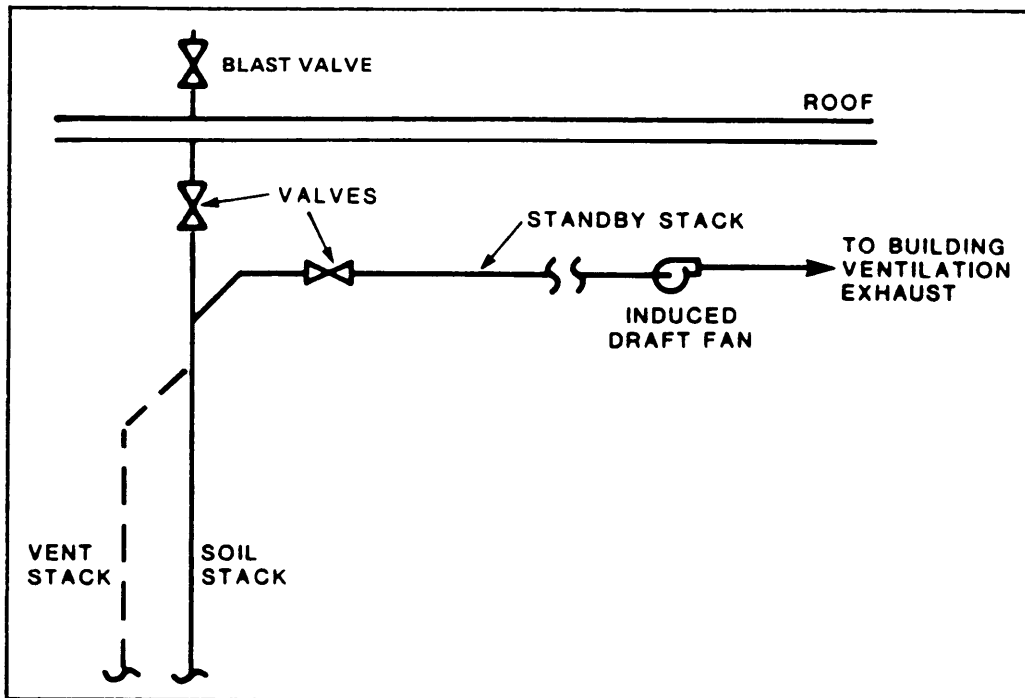 BLAST VALVE
ROOF
VALVES
STANDBY STACK
TO BUILDING
VENTILATION
EXHAUST
INDUCED
DRAFT FAN
VENT
STACK
SOIL
STACK